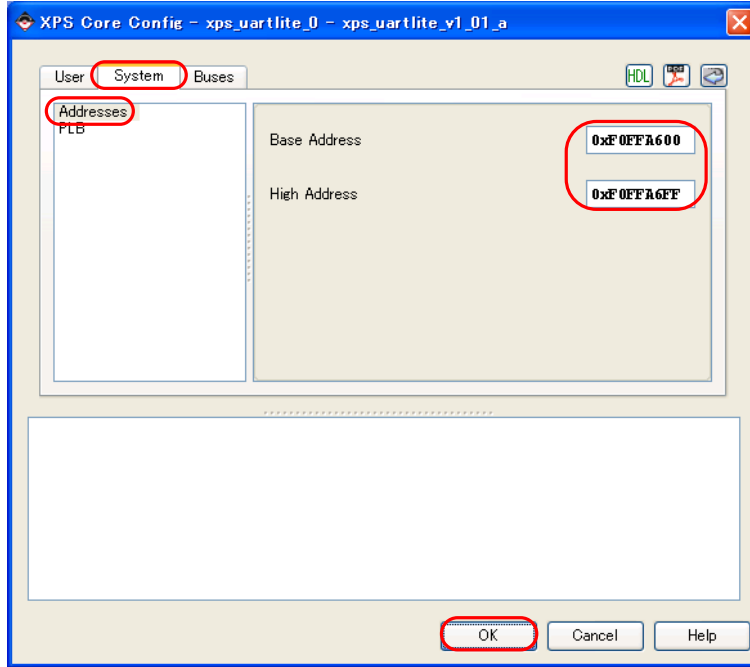 XPS Core Config - xps_uartlite_0 - xps_uartlite_v1_01_a
User System Buses HDL PDF
Addresses
PLB
Base Address 0xF0FFA600
High Address 0xF0FFA6FF
OK Cancel Help